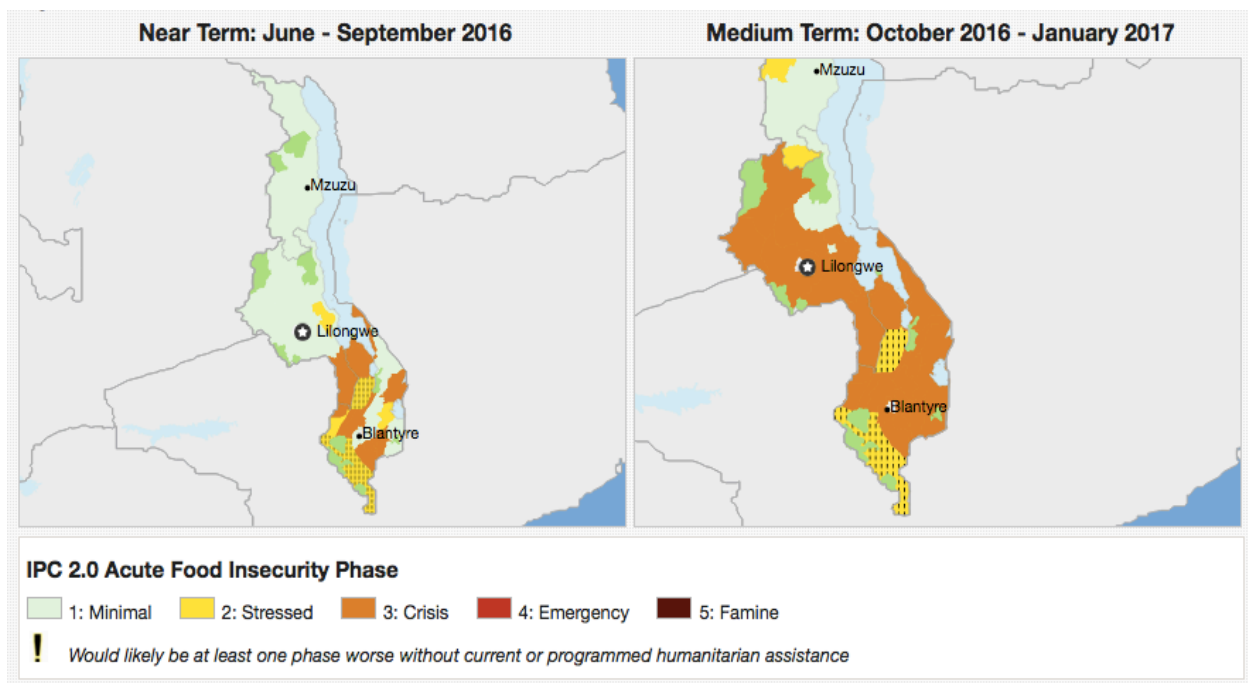 Near Term: June - September 2016
Medium Term: October 2016 - January 2017
Mzuzu
Lilongwe
Blantyre
Mzuzu
Lilongwe
Blantyre
IPC 2.0 Acute Food Insecurity Phase
1: Minimal 2: Stressed 3: Crisis 4: Emergency 5: Famine
! Would likely be at least one phase worse without current or programmed humanitarian assistance